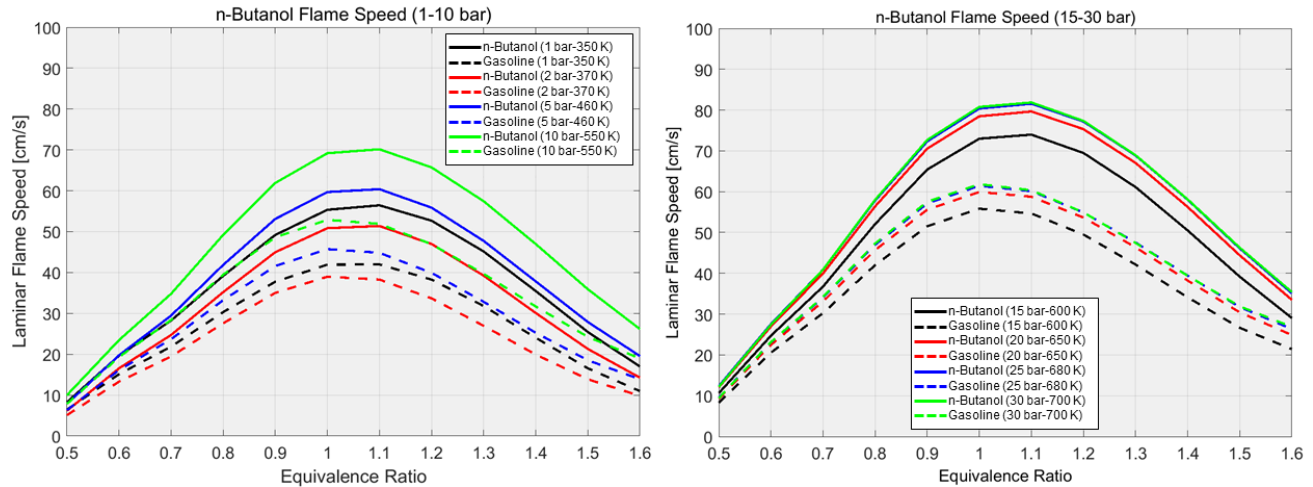 n-Butanol Flame Speed (1-10 bar)
100
90
80
70
60
50
40
30
20
10
0
Laminar Flame Speed [cm/s]
n-Butanol (1 bar-350 K)
Gasoline (1 bar-350 K)
n-Butanol (2 bar-370 K)
Gasoline (2 bar-370 K)
n-Butanol (5 bar-460 K)
Gasoline (5 bar-460 K)
n-Butanol (10 bar-550 K)
Gasoline (10 bar-550 K)
0.5 0.6 0.7 0.8 0.9 1.0 1.1 1.2 1.3 1.4 1.5 1.6
Equivalence Ratio
n-Butanol Flame Speed (15-30 bar)
100
90
80
70
60
50
40
30
20
10
0
Laminar Flame Speed [cm/s]
n-Butanol (15 bar-600 K)
Gasoline (15 bar-600 K)
n-Butanol (20 bar-650 K)
Gasoline (20 bar-650 K)
n-Butanol (25 bar-680 K)
Gasoline (25 bar-680 K)
n-Butanol (30 bar-700 K)
Gasoline (30 bar-700 K)
0.5 0.6 0.7 0.8 0.9 1 1.1 1.2 1.3 1.4 1.5 1.6
Equivalence Ratio